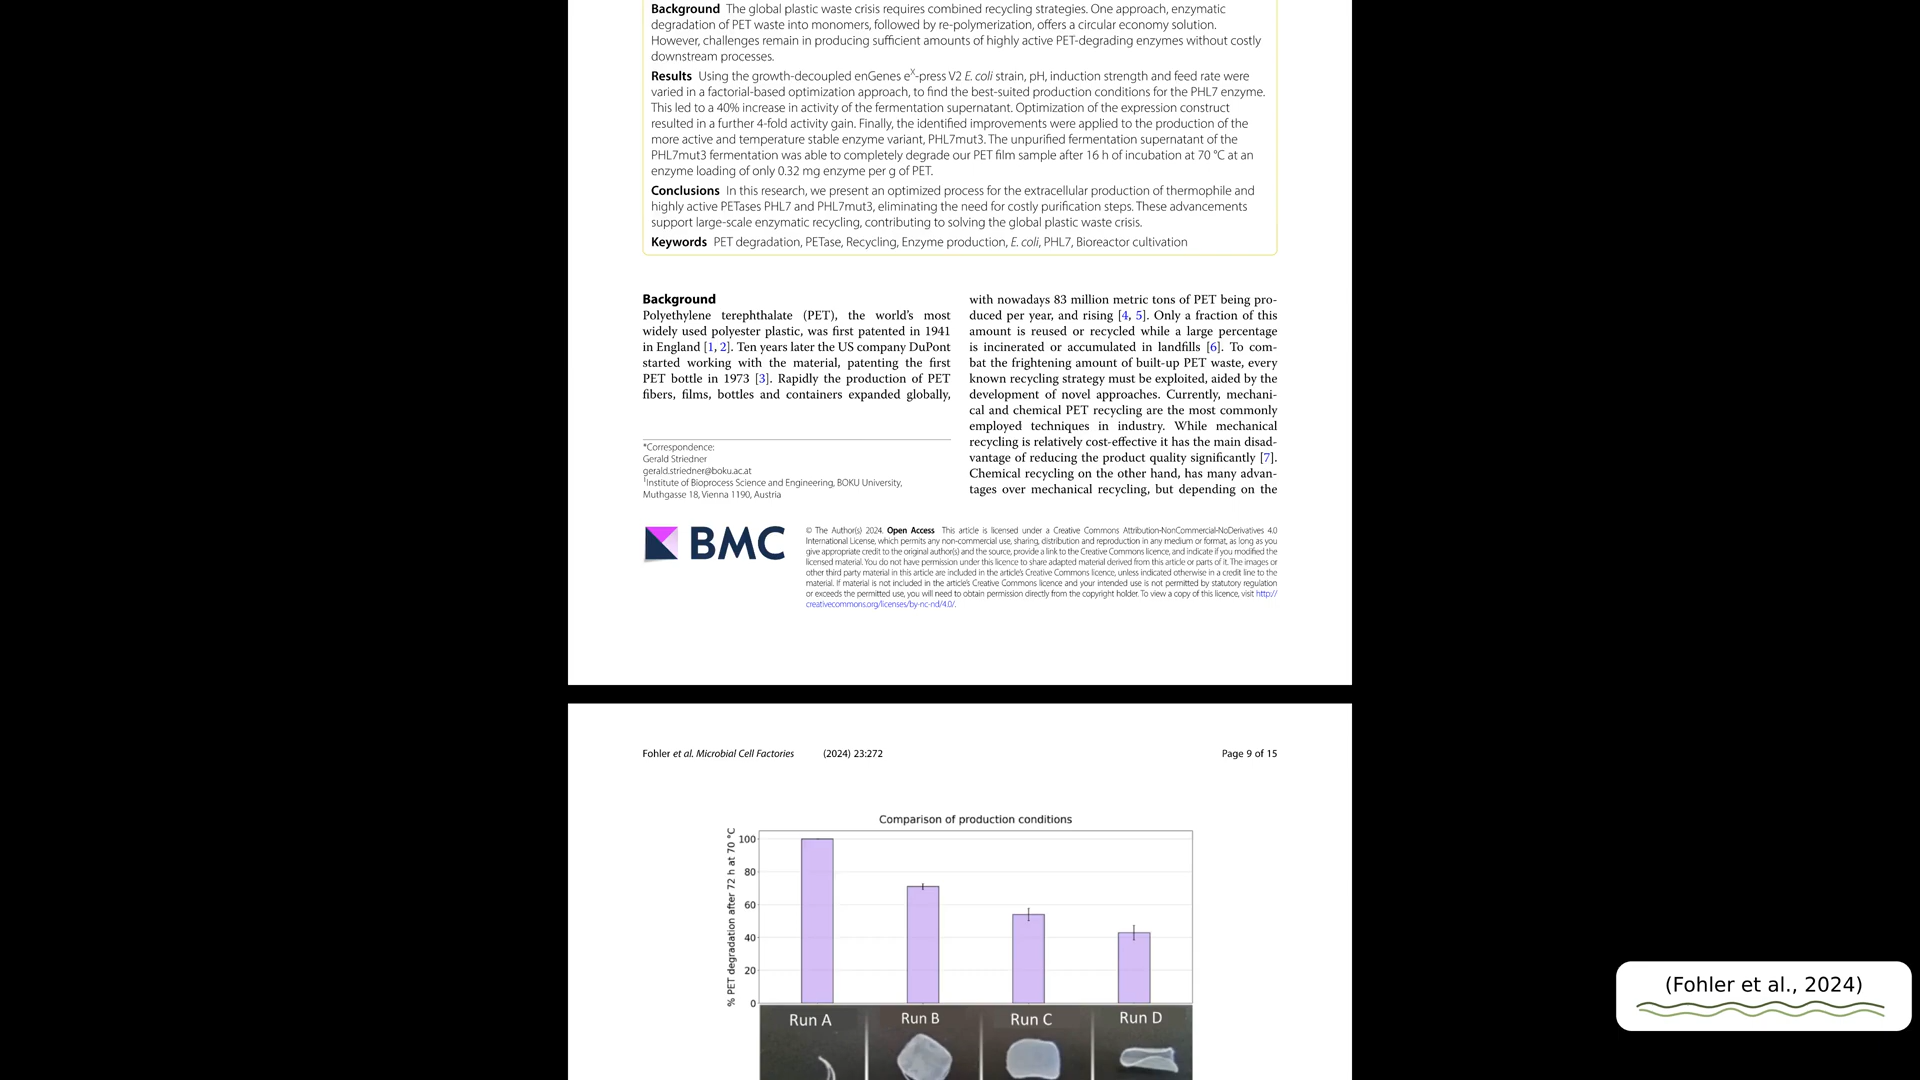 Background The global plastic waste crisis requires combined recycling strategies. One approach, enzymatic
degradation of PET waste into monomers, followed by re-polymerization, offers a circular economy solution.
However, challenges remain in producing sufficient amounts of highly active PET-degrading enzymes without costly
downstream processes.
Results Using the growth-decoupled enGenes eX-press V2 E. coli strain, pH, induction strength and feed rate were
varied in a factorial-based optimization approach, to find the best-suited production conditions for the PHL7 enzyme.
This led to a 40% increase in activity of the fermentation supernatant. Optimization of the expression construct
resulted in a further 4-fold activity gain. Finally, the identified improvements were applied to the production of the
more active and temperature stable enzyme variant, PHL7mut3. The unpurified fermentation supernatant of the
PHL7mut3 fermentation was able to completely degrade our PET film sample after 16 h of incubation at 70 °C at an
enzyme loading of only 0.32 mg enzyme per g of PET.
Conclusions In this research, we present an optimized process for the extracellular production of thermophile and
highly active PETases PHL7 and PHL7mut3, eliminating the need for costly purification steps. These advancements
support large-scale enzymatic recycling, contributing to solving the global plastic waste crisis.
Keywords PET degradation, PETase, Recycling, Enzyme production, E. coli, PHL7, Bioreactor cultivation
Background
Polyethylene terephthalate (PET), the world's most
widely used polyester plastic, was first patented in 1941
in England [1, 2]. Ten years later the US company DuPont
started working with the material, patenting the first
PET bottle in 1973 [3]. Rapidly the production of PET
fibers, films, bottles and containers expanded globally,
*Correspondence:
Gerald Striedner
gerald.striedner@boku.ac.at
1Institute of Bioprocess Science and Engineering, BOKU University,
Muthgasse 18, Vienna 1190, Austria
with nowadays 83 million metric tons of PET being pro-
duced per year, and rising [4, 5]. Only a fraction of this
amount is reused or recycled while a large percentage
is incinerated or accumulated in landfills [6]. To com-
bat the frightening amount of built-up PET waste, every
known recycling strategy must be exploited, aided by the
development of novel approaches. Currently, mechani-
cal and chemical PET recycling are the most commonly
employed techniques in industry. While mechanical
recycling is relatively cost-effective it has the main disad-
vantage of reducing the product quality significantly [7].
Chemical recycling on the other hand, has many advan-
tages over mechanical recycling, but depending on the
BMC
© The Author(s) 2024. Open Access This article is licensed under a Creative Commons Attribution-NonCommercial-NoDerivatives 4.0
International License, which permits any non-commercial use, sharing, distribution and reproduction in any medium or format, as long as you
give appropriate credit to the original author(s) and the source, provide a link to the Creative Commons licence, and indicate if you modified the
licensed material. You do not have permission under this licence to share adapted material derived from this article or parts of it. The images or
other third party material in this article are included in the article's Creative Commons licence, unless indicated otherwise in a credit line to the
material. If material is not included in the article's Creative Commons licence and your intended use is not permitted by statutory regulation
or exceeds the permitted use, you will need to obtain permission directly from the copyright holder. To view a copy of this licence, visit http://
creativecommons.org/licenses/by-nc-nd/4.0/.
Fohler et al. Microbial Cell Factories (2024) 23:272
Page 9 of 15
Comparison of production conditions
% PET degradation after 72 h at 70 °C
100
80
60
40
20
0
Run A
Run B
Run C
Run D
(Fohler et al., 2024)